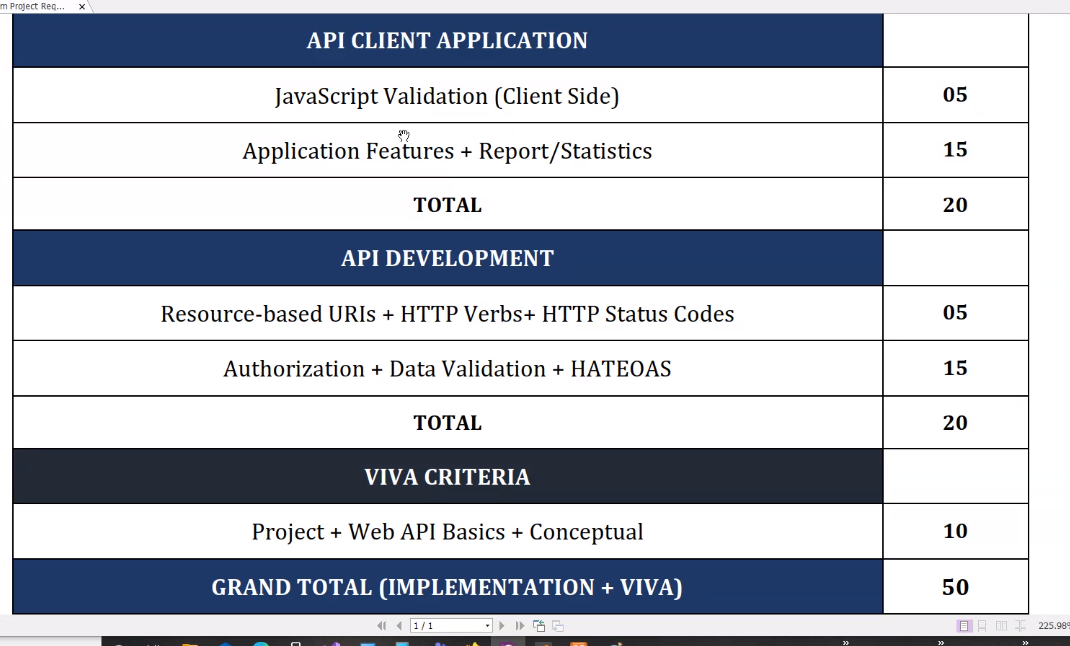 m Project Req... ×
API CLIENT APPLICATION
JavaScript Validation (Client Side) 05
Application Features + Report/Statistics 15
TOTAL 20
API DEVELOPMENT
Resource-based URIs + HTTP Verbs+ HTTP Status Codes 05
Authorization + Data Validation + HATEOAS 15
TOTAL 20
VIVA CRITERIA
Project + Web API Basics + Conceptual 10
GRAND TOTAL (IMPLEMENTATION + VIVA) 50
1 / 1 225.98%